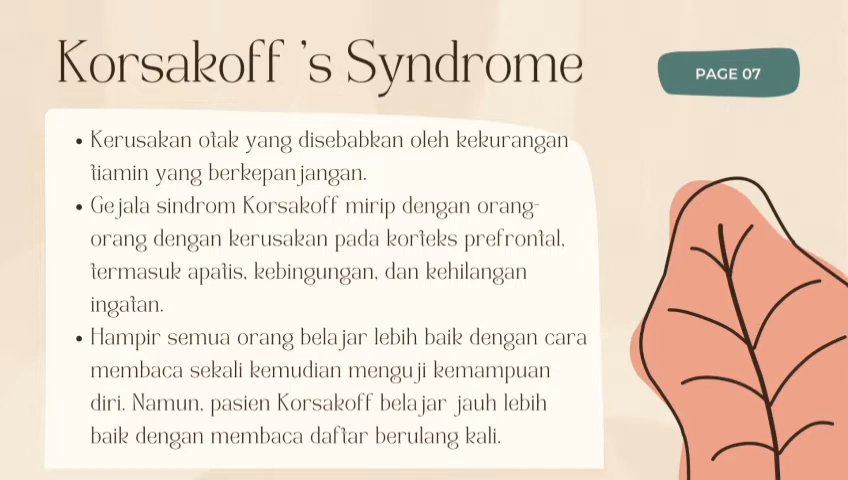 Korsakoff 's Syndrome
PAGE 07
• Kerusakan otak yang disebabkan oleh kekurangan
tiamin yang berkepanjangan.
• Gejala sindrom Korsakoff mirip dengan orang-
orang dengan kerusakan pada korteks prefrontal,
termasuk apatis, kebingungan, dan kehilangan
ingatan.
• Hampir semua orang belajar lebih baik dengan cara
membaca sekali kemudian menguji kemampuan
diri. Namun, pasien Korsakoff belajar jauh lebih
baik dengan membaca daftar berulang kali.